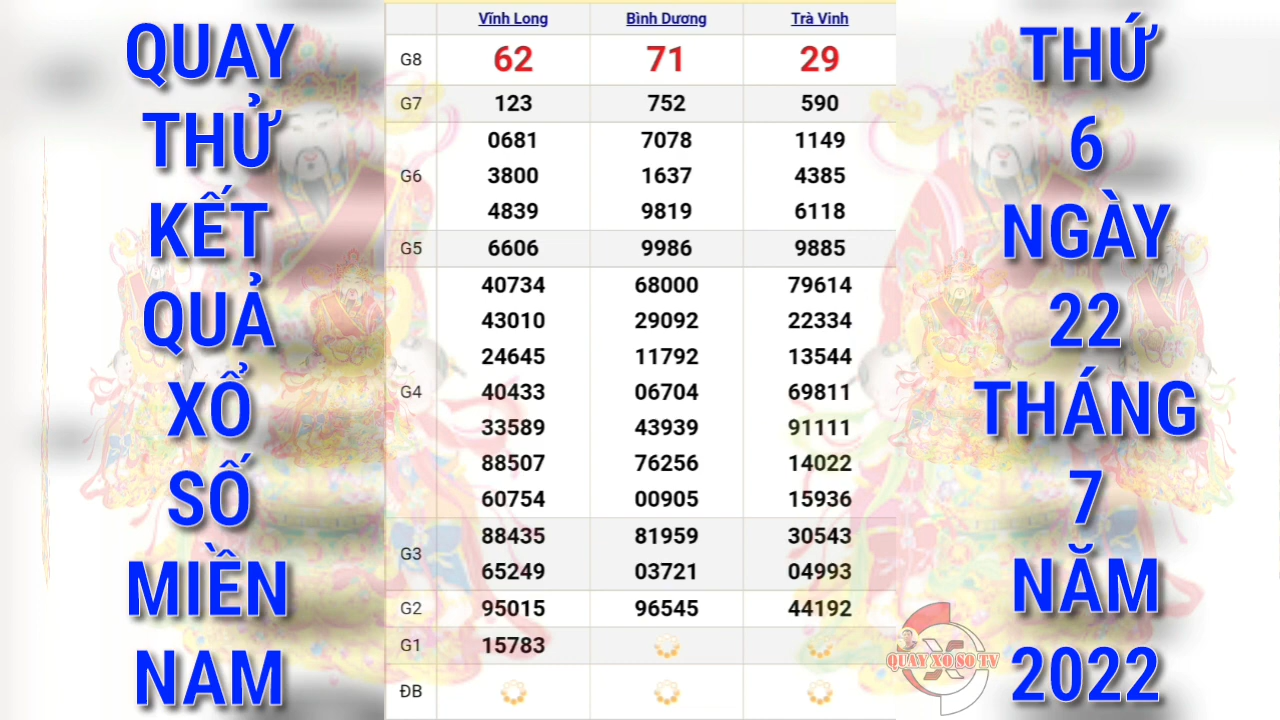 QUAY
THỬ
KẾT
QUẢ
XỔ
SỐ
MIỀN
NAM
Vĩnh Long Bình Dương Trà Vinh
G8 62 71 29
G7 123 752 590
0681 7078 1149
G6 3800 1637 4385
4839 9819 6118
G5 6606 9986 9885
40734 68000 79614
43010 29092 22334
24645 11792 13544
G4 40433 06704 69811
33589 43939 91111
88507 76256 14022
60754 00905 15936
G3
88435 81959 30543
65249 03721 04993
G2 95015 96545 44192
G1 15783
ĐB
THỨ
6
NGÀY
22
THÁNG
7
NĂM
2022
QUAY XO SO TV